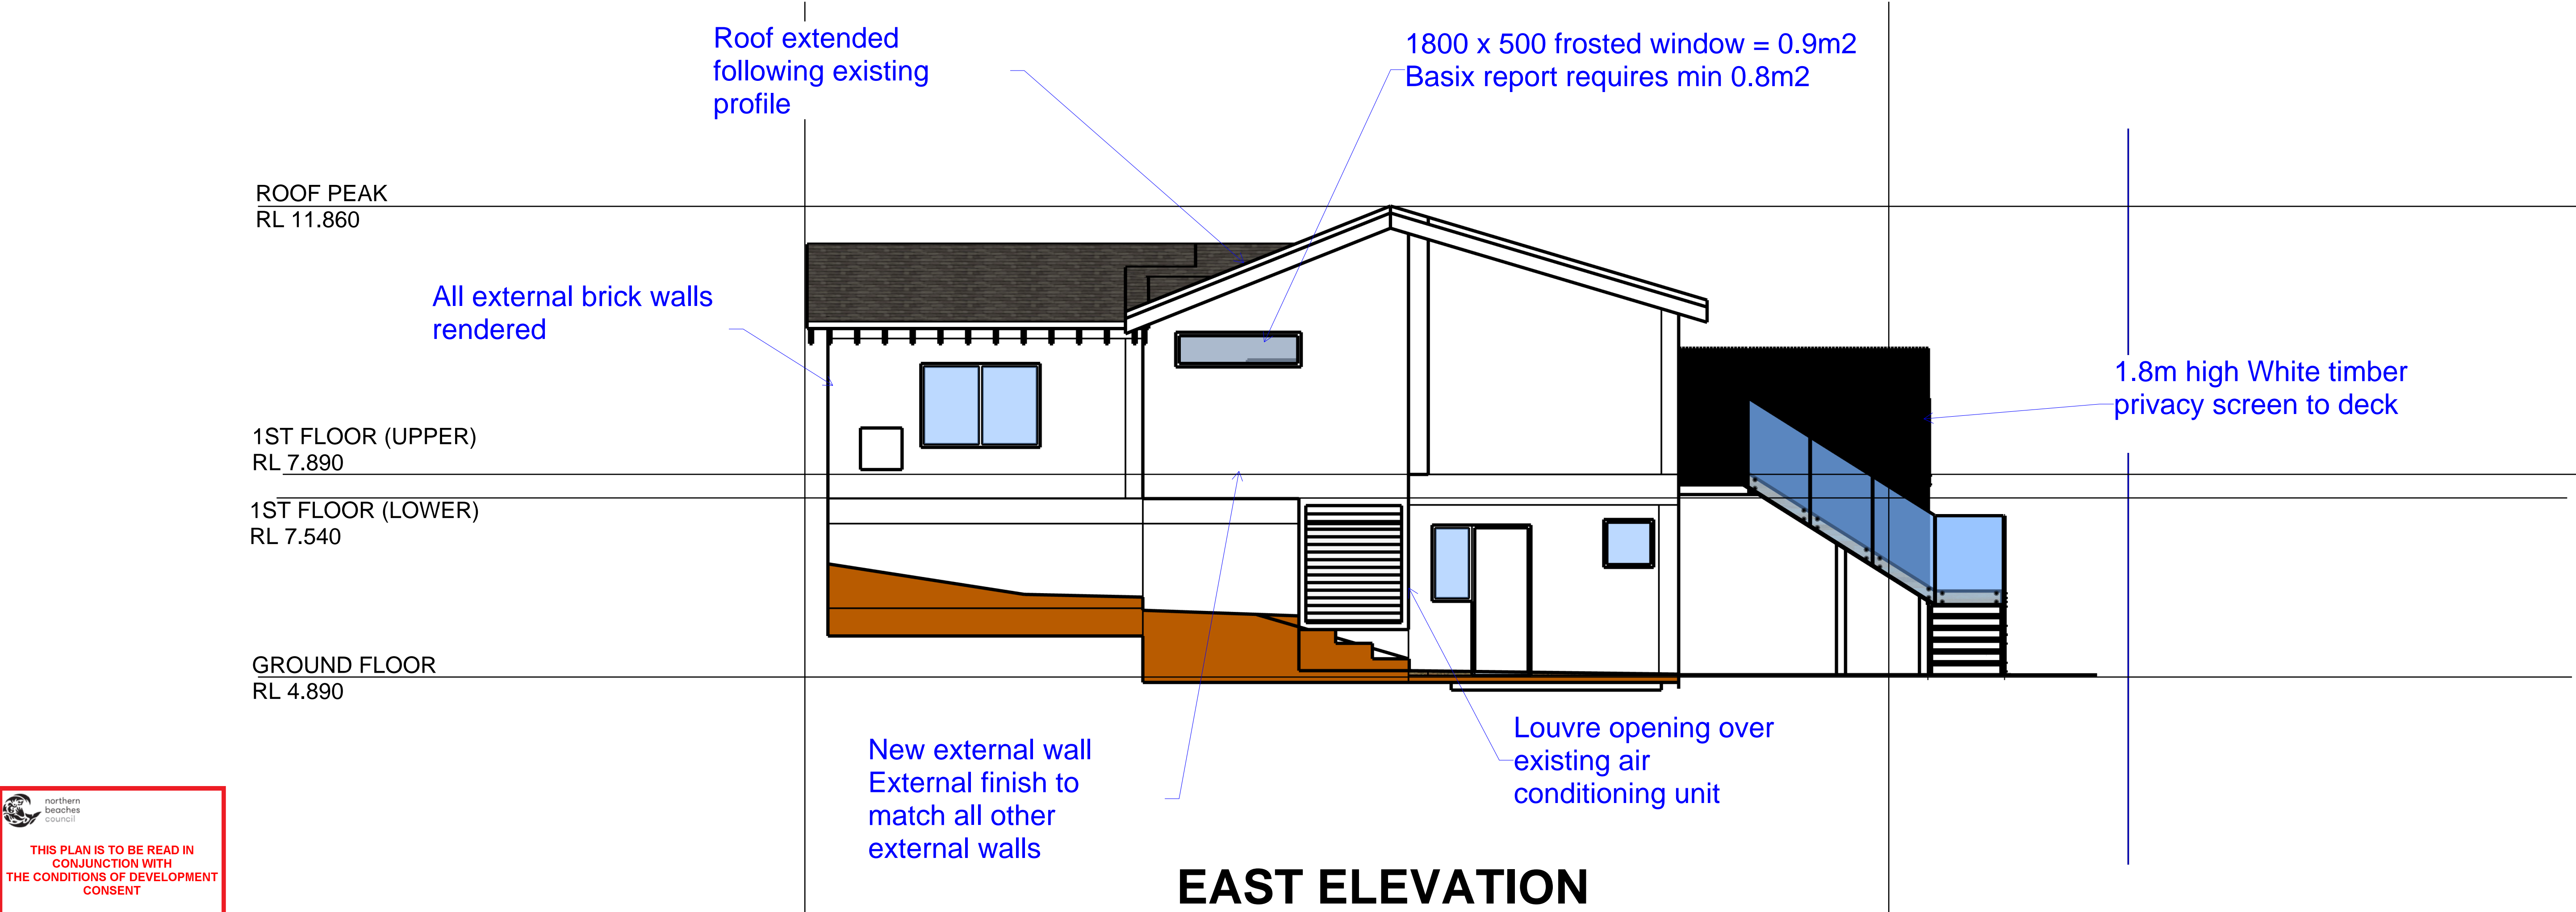 Roof extended
following existing
profile
1800 x 500 frosted window = 0.9m2
Basix report requires min 0.8m2
ROOF PEAK
RL 11.860
All external brick walls
rendered
1.8m high White timber
privacy screen to deck
1ST FLOOR (UPPER)
RL 7.890
1ST FLOOR (LOWER)
RL 7.540
GROUND FLOOR
RL 4.890
New external wall
External finish to
match all other
external walls
Louvre opening over
existing air
conditioning unit
northern
beaches
council
THIS PLAN IS TO BE READ IN
CONJUNCTION WITH
THE CONDITIONS OF DEVELOPMENT
CONSENT
EAST ELEVATION